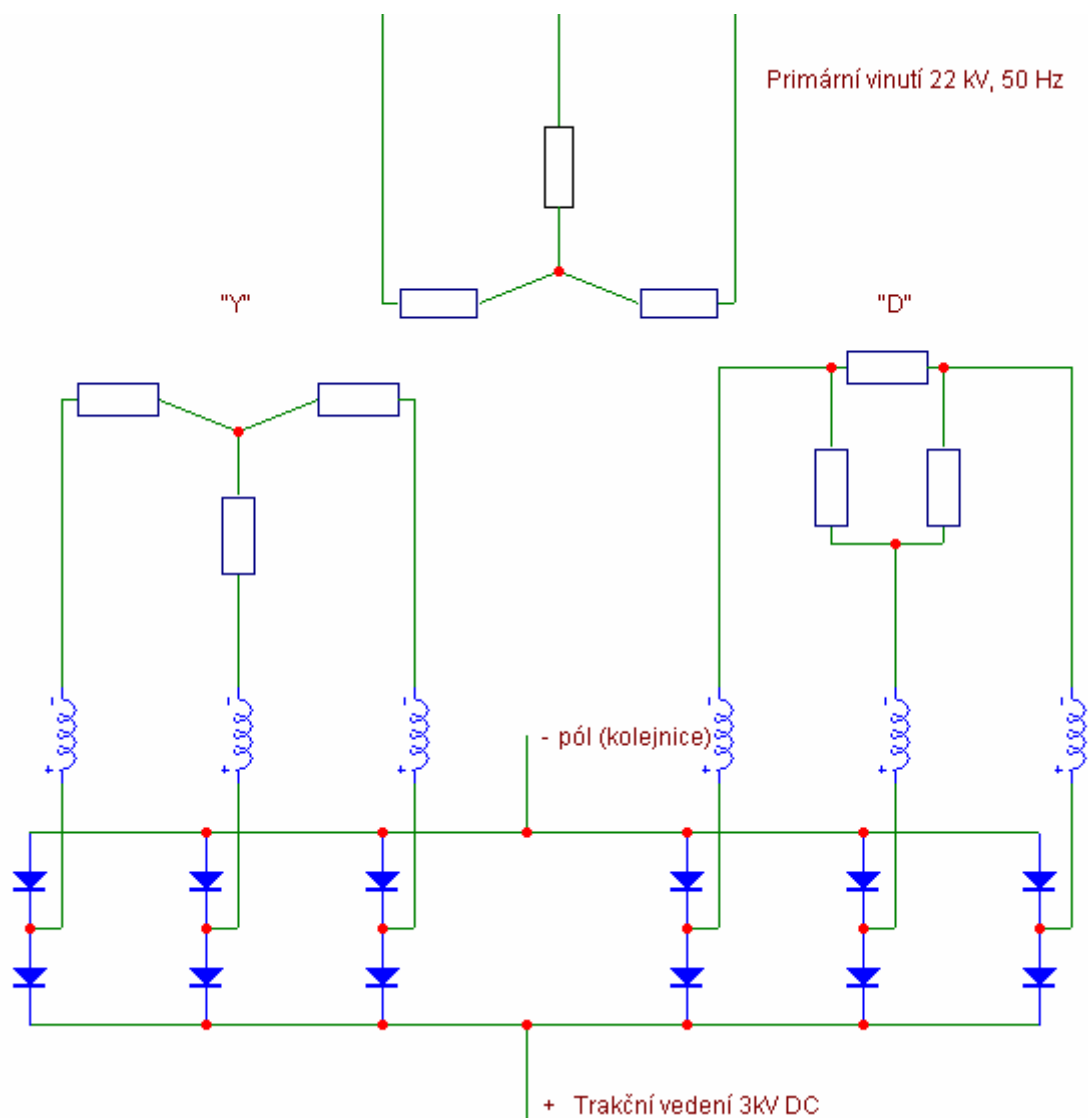 Primární vinutí 22 kV, 50 Hz
"Y"
"D"
- pól (kolejnice)
+ Trakční vedení 3kV DC